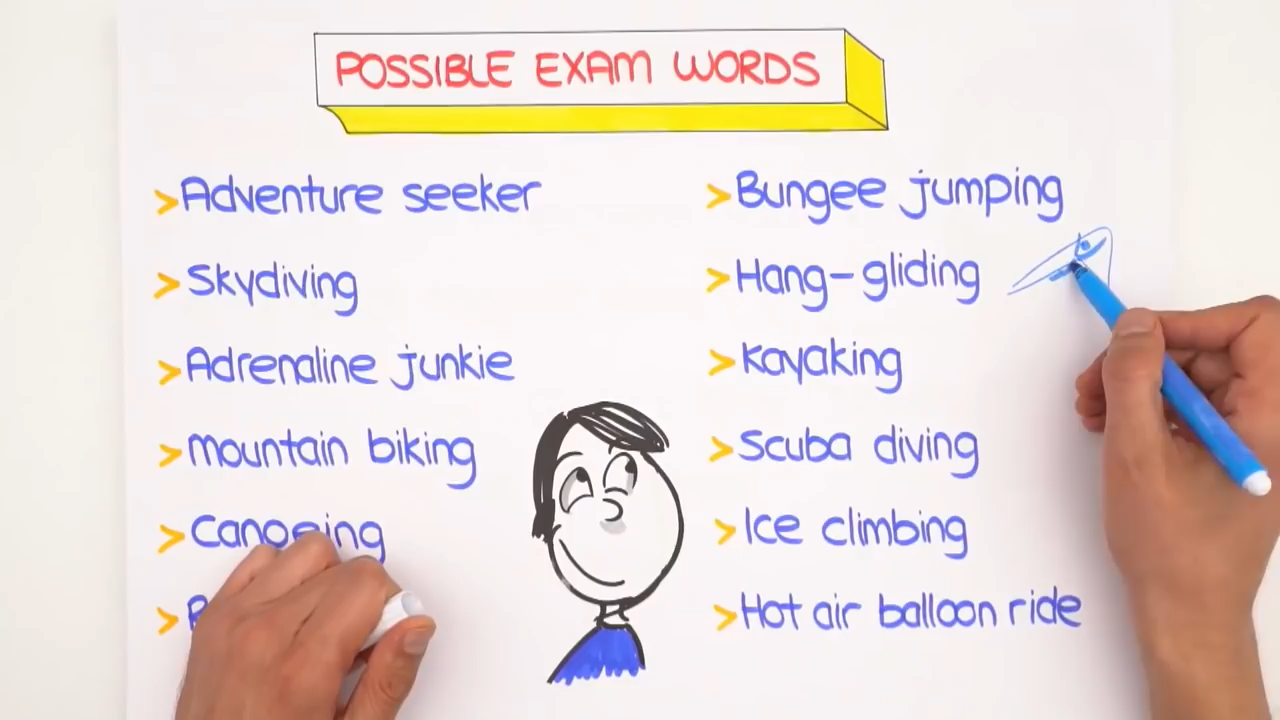 POSSIBLE EXAM WORDS
>Adventure seeker
>Skydiving
>Adrenaline junkie
>Mountain biking
>Canoeing
>Bungee jumping
>Hang-gliding
>Kayaking
>Scuba diving
>Ice climbing
>Hot air balloon ride